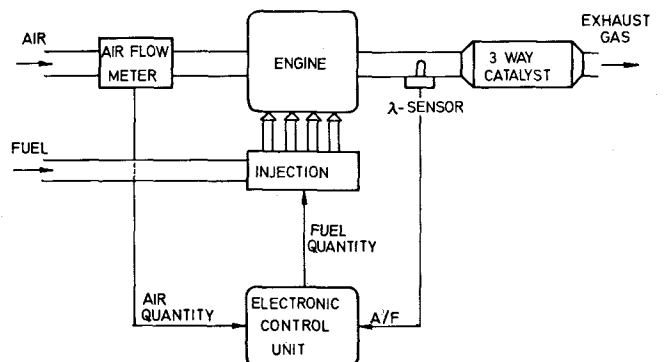 AIR
AIR FLOW
METER
ENGINE
EXHAUST
GAS
3 WAY
CATALYST
λ-SENSOR
FUEL
INJECTION
FUEL
QUANTITY
AIR
QUANTITY
ELECTRONIC
CONTROL
UNIT
A/F